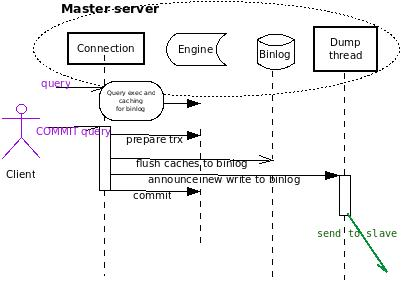 Master server
Connection
Engine
Binlog
Dump
thread
query
Query exec and
caching
for binlog
COMMIT query
prepare trx
flush caches to binlog
announce new write to binlog
commit
Client
send to slave